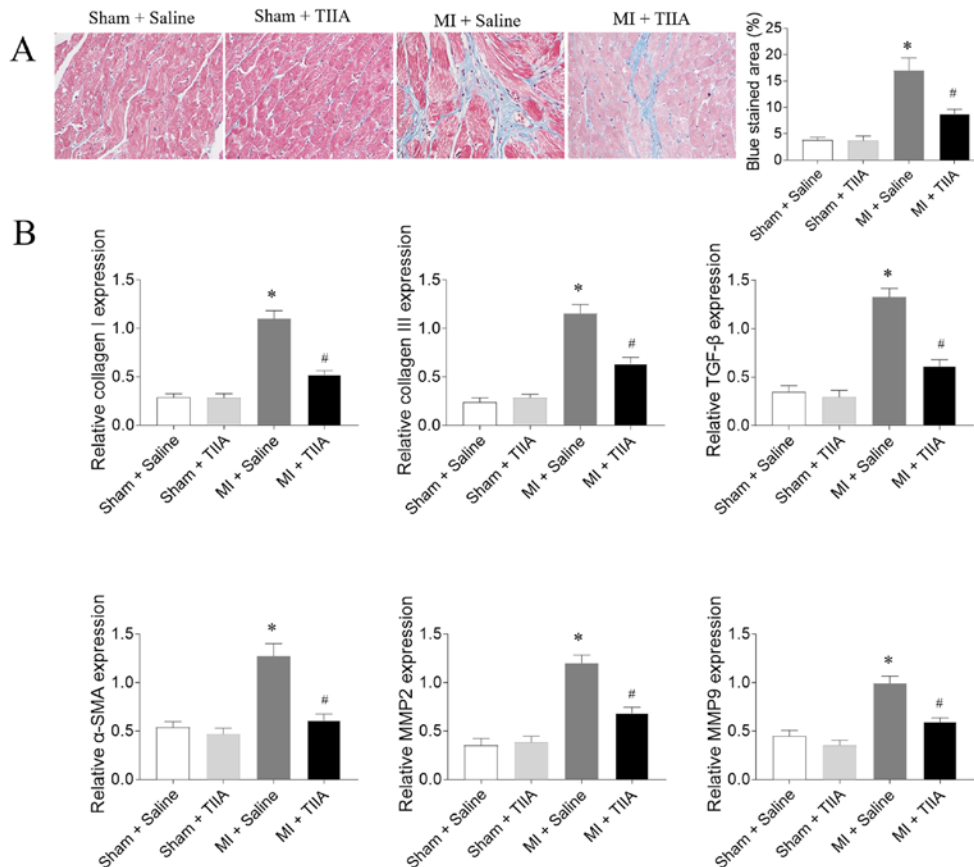 A
Sham + Saline
Sham + TIIA
MI + Saline
MI + TIIA
Blue stained area (%)
25
20
15
10
5
0
*
#
Sham + Saline
Sham + TIIA
MI + Saline
MI + TIIA
B
Relative collagen I expression
1.5
1.0
0.5
0.0
*
#
Sham + Saline
Sham + TIIA
MI + Saline
MI + TIIA
Relative collagen III expression
1.5
1.0
0.5
0.0
*
#
Sham + Saline
Sham + TIIA
MI + Saline
MI + TIIA
Relative TGF-β expression
1.5
1.0
0.5
0.0
*
#
Sham + Saline
Sham + TIIA
MI + Saline
MI + TIIA
Relative α-SMA expression
1.5
1.0
0.5
0.0
*
#
Sham + Saline
Sham + TIIA
MI + Saline
MI + TIIA
Relative MMP2 expression
1.5
1.0
0.5
0.0
*
#
Sham + Saline
Sham + TIIA
MI + Saline
MI + TIIA
Relative MMP9 expression
1.5
1.0
0.5
0.0
*
#
Sham + Saline
Sham + TIIA
MI + Saline
MI + TIIA